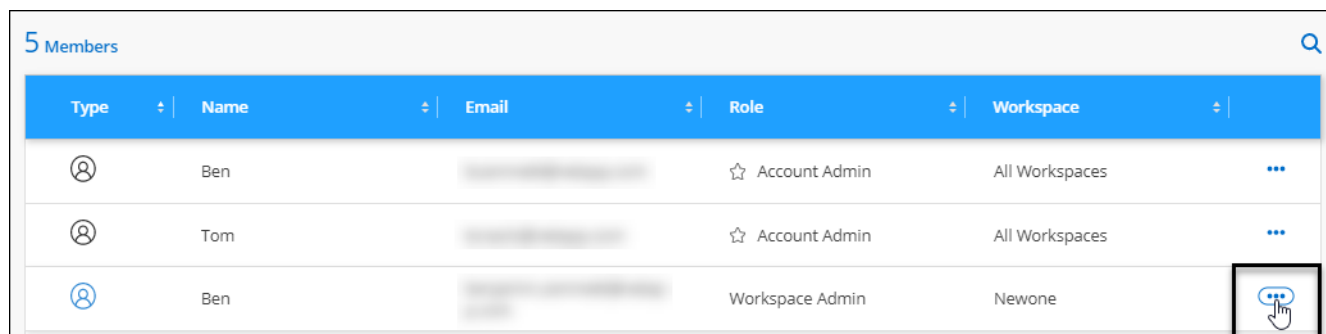 5 Members
Type Name Email Role Workspace
Ben Account Admin All Workspaces
Tom Account Admin All Workspaces
Ben Workspace Admin Newone